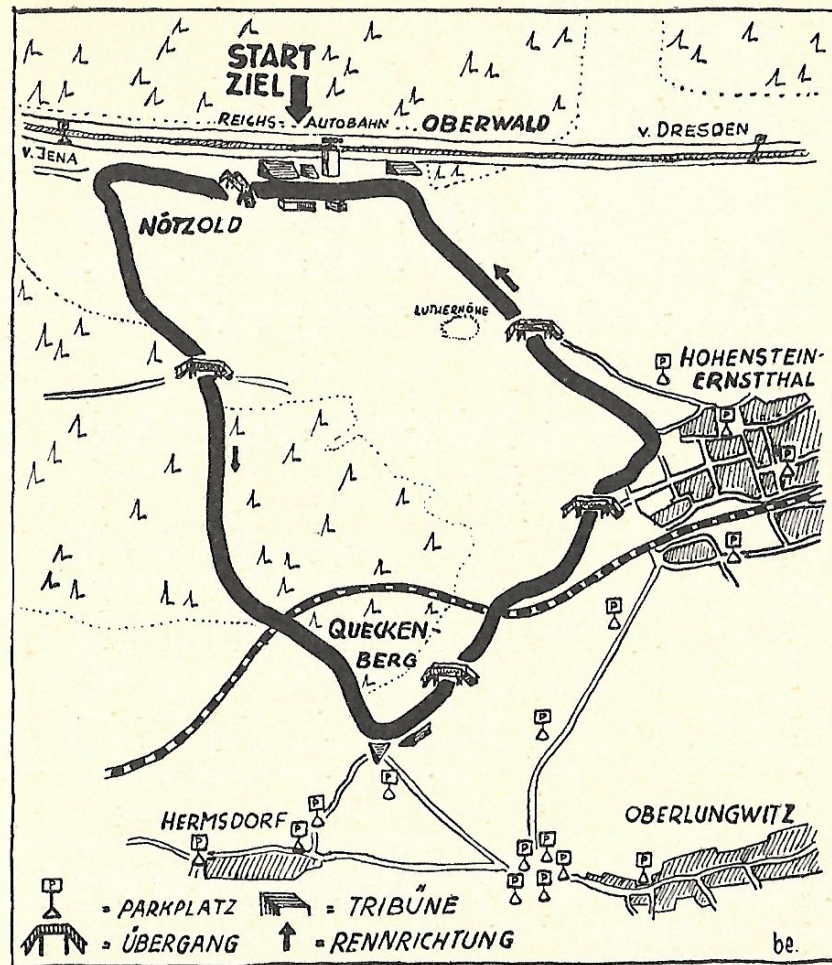 START
ZIEL
REICHS- AUTOBAHN
OBERWALD
v. DRESDEN
v. JENA
NÖTZOLD
LUTHERHÖHE
P
HOHENSTEIN-
ERNSTTHAL
P
P
P
P
QUECKEN-
BERG
P
P
P
HERMSDORF
P
P
OBERLUNGWITZ
P
P
P
P
P
P
P
P
= PARKPLATZ
= TRIBÜNE
= ÜBERGANG
= RENNRICHTUNG
be.